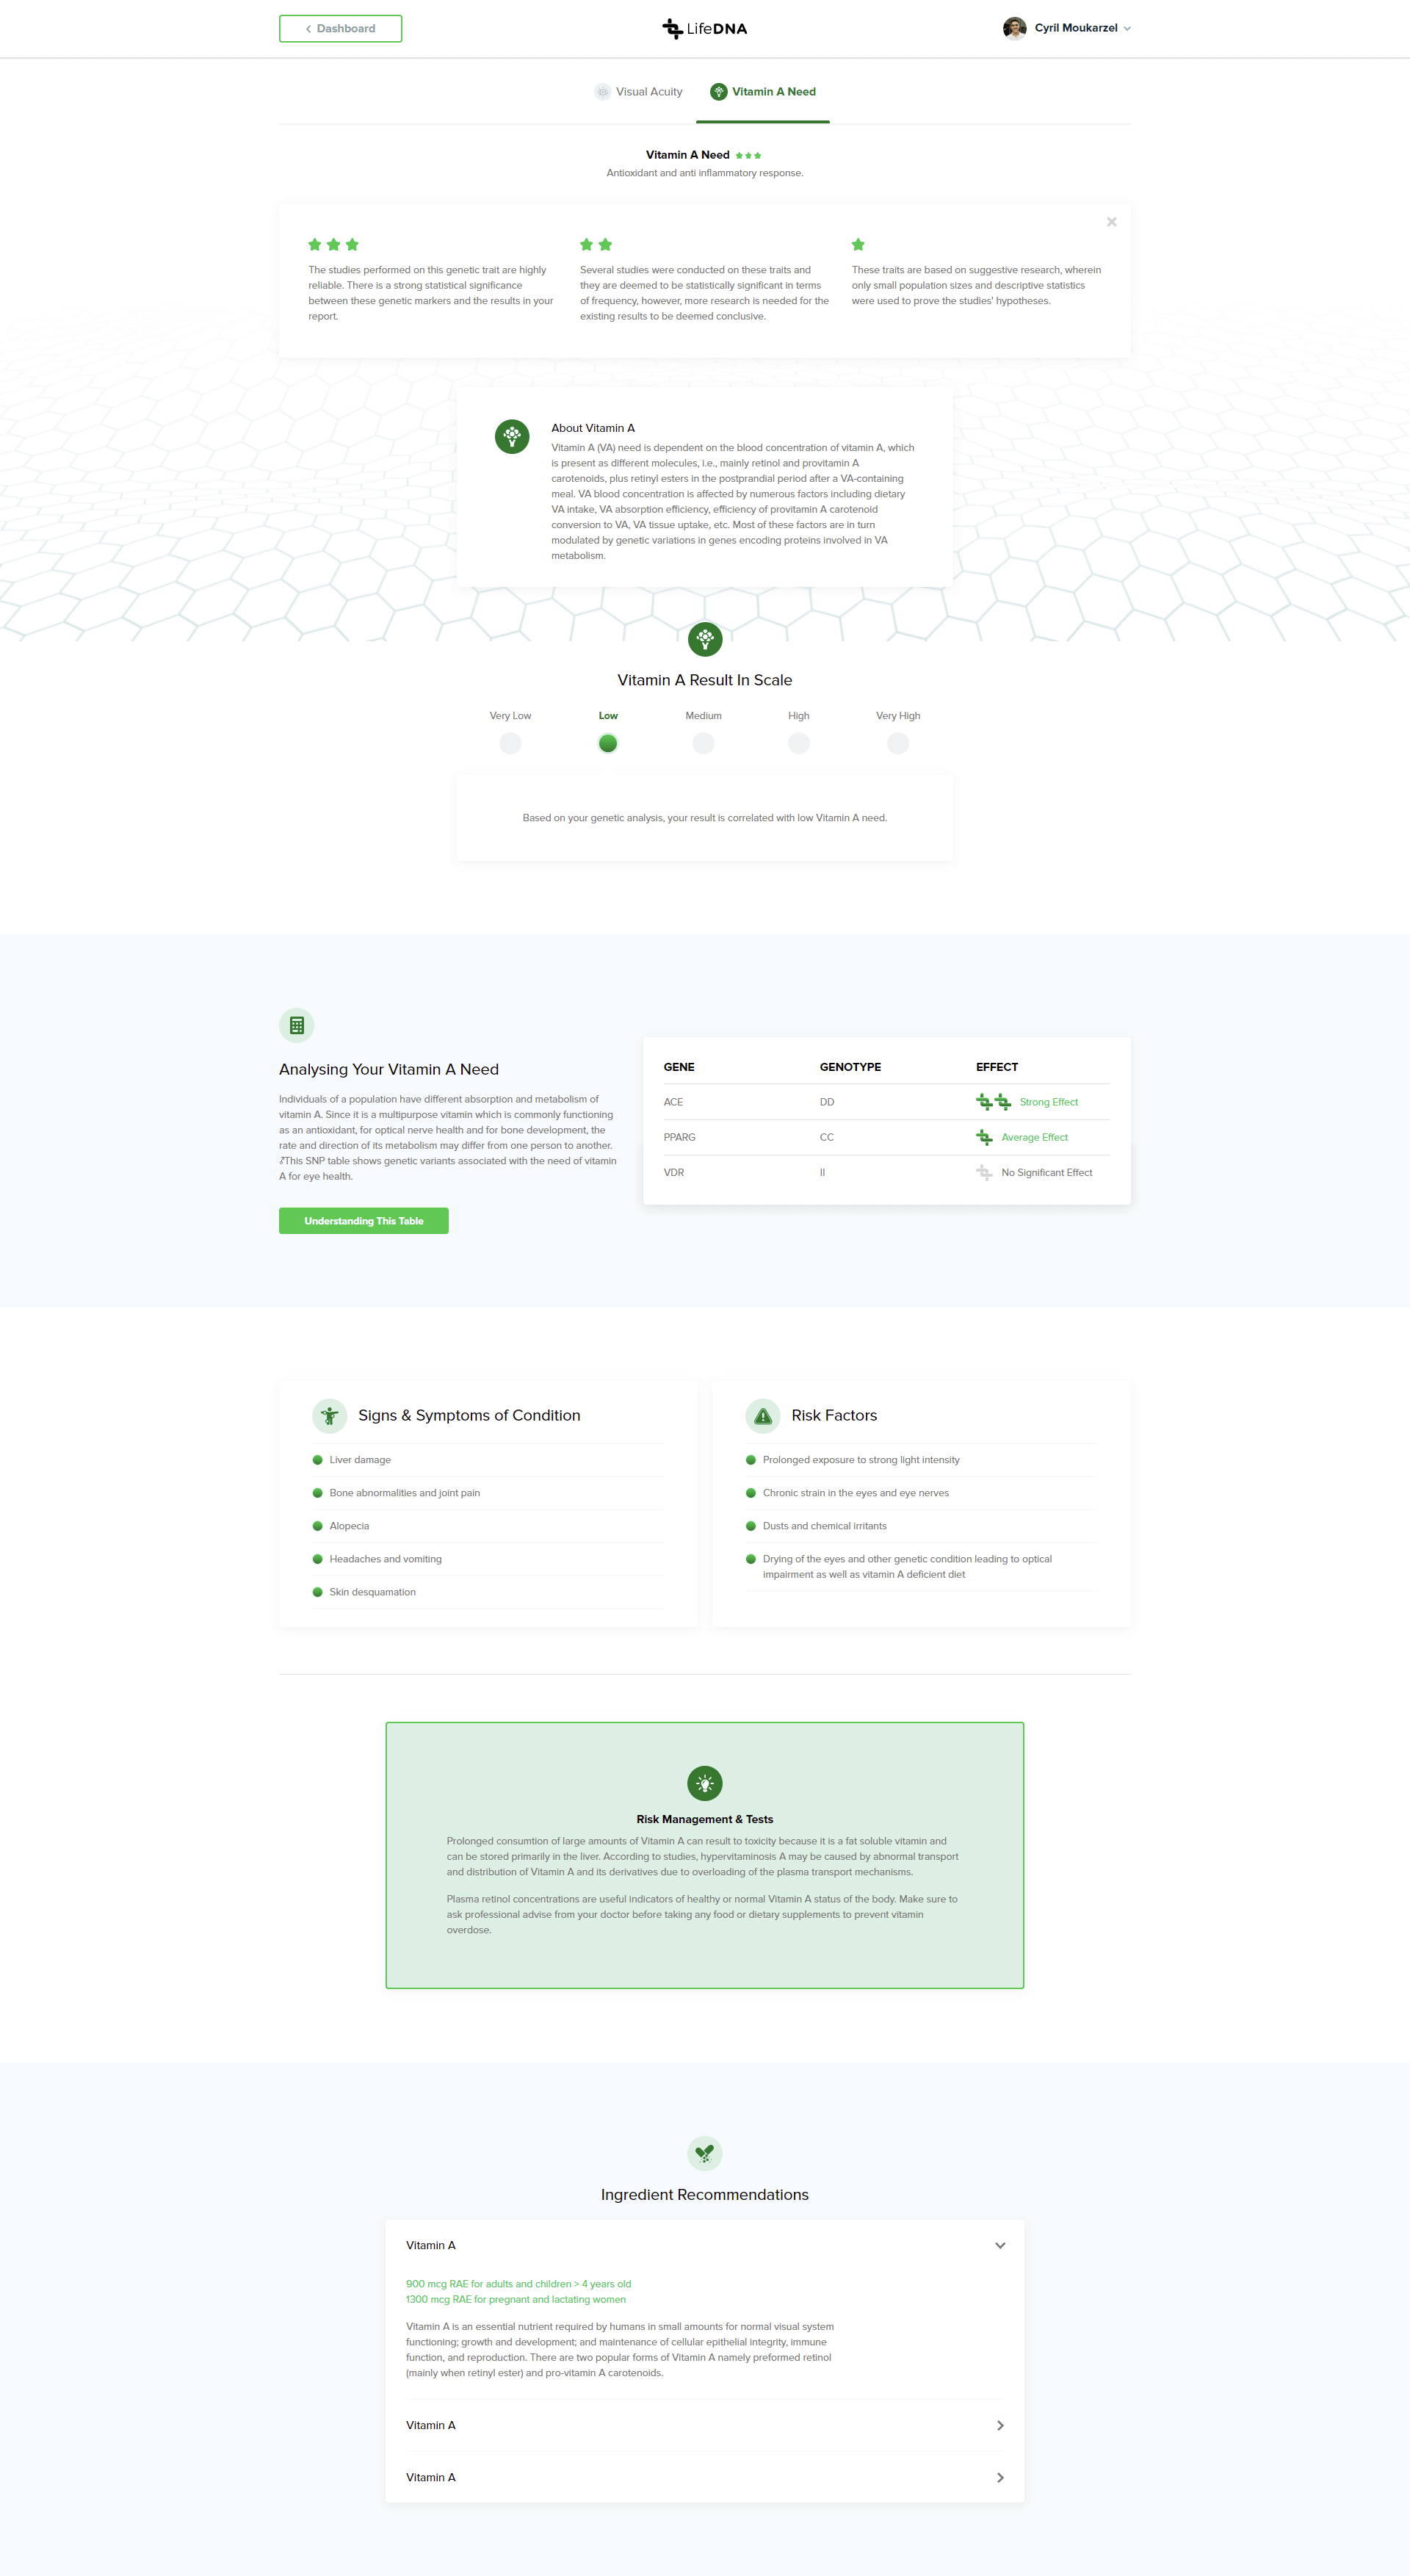 Dashboard
LifeDNA
Cyril Moukarzel
Visual Acuity
Vitamin A Need
Vitamin A Need
Antioxidant and anti inflammatory response.
The studies performed on this genetic trait are highly
reliable. There is a strong statistical significance
between these genetic markers and the results in your
report.
Several studies were conducted on these traits and
they are deemed to be statistically significant in terms
of frequency, however, more research is needed for the
existing results to be deemed conclusive.
These traits are based on suggestive research, wherein
only small population sizes and descriptive statistics
were used to prove the studies' hypotheses.
About Vitamin A
Vitamin A (VA) need is dependent on the blood concentration of vitamin A, which
is present as different molecules, i.e., mainly retinol and provitamin A
carotenoids, plus retinyl esters in the postprandial period after a VA-containing
meal. VA blood concentration is affected by numerous factors including dietary
VA intake, VA absorption efficiency, efficiency of provitamin A carotenoid
conversion to VA, VA tissue uptake, etc. Most of these factors are in turn
modulated by genetic variations in genes encoding proteins involved in VA
metabolism.
Vitamin A Result In Scale
Very Low Low Medium High Very High
Based on your genetic analysis, your result is correlated with low Vitamin A need.
Analysing Your Vitamin A Need
Individuals of a population have different absorption and metabolism of
vitamin A. Since it is a multipurpose vitamin which is commonly functioning
as an antioxidant, for optical nerve health and for bone development, the
rate and direction of its metabolism may differ from one person to another.
This SNP table shows genetic variants associated with the need of vitamin
A for eye health.
Understanding This Table
GENE GENOTYPE EFFECT
ACE DD Strong Effect
PPARG CC Average Effect
VDR II No Significant Effect
Signs & Symptoms of Condition
Liver damage
Bone abnormalities and joint pain
Alopecia
Headaches and vomiting
Skin desquamation
Risk Factors
Prolonged exposure to strong light intensity
Chronic strain in the eyes and eye nerves
Dusts and chemical irritants
Drying of the eyes and other genetic condition leading to optical
impairment as well as vitamin A deficient diet
Risk Management & Tests
Prolonged consumtion of large amounts of Vitamin A can result to toxicity because it is a fat soluble vitamin and
can be stored primarily in the liver. According to studies, hypervitaminosis A may be caused by abnormal transport
and distribution of Vitamin A and its derivatives due to overloading of the plasma transport mechanisms.
Plasma retinol concentrations are useful indicators of healthy or normal Vitamin A status of the body. Make sure to
ask professional advise from your doctor before taking any food or dietary supplements to prevent vitamin
overdose.
Ingredient Recommendations
Vitamin A
900 mcg RAE for adults and children > 4 years old
1300 mcg RAE for pregnant and lactating women
Vitamin A is an essential nutrient required by humans in small amounts for normal visual system
functioning; growth and development; and maintenance of cellular epithelial integrity, immune
function, and reproduction. There are two popular forms of Vitamin A namely preformed retinol
(mainly when retinyl ester) and pro-vitamin A carotenoids.
Vitamin A
Vitamin A